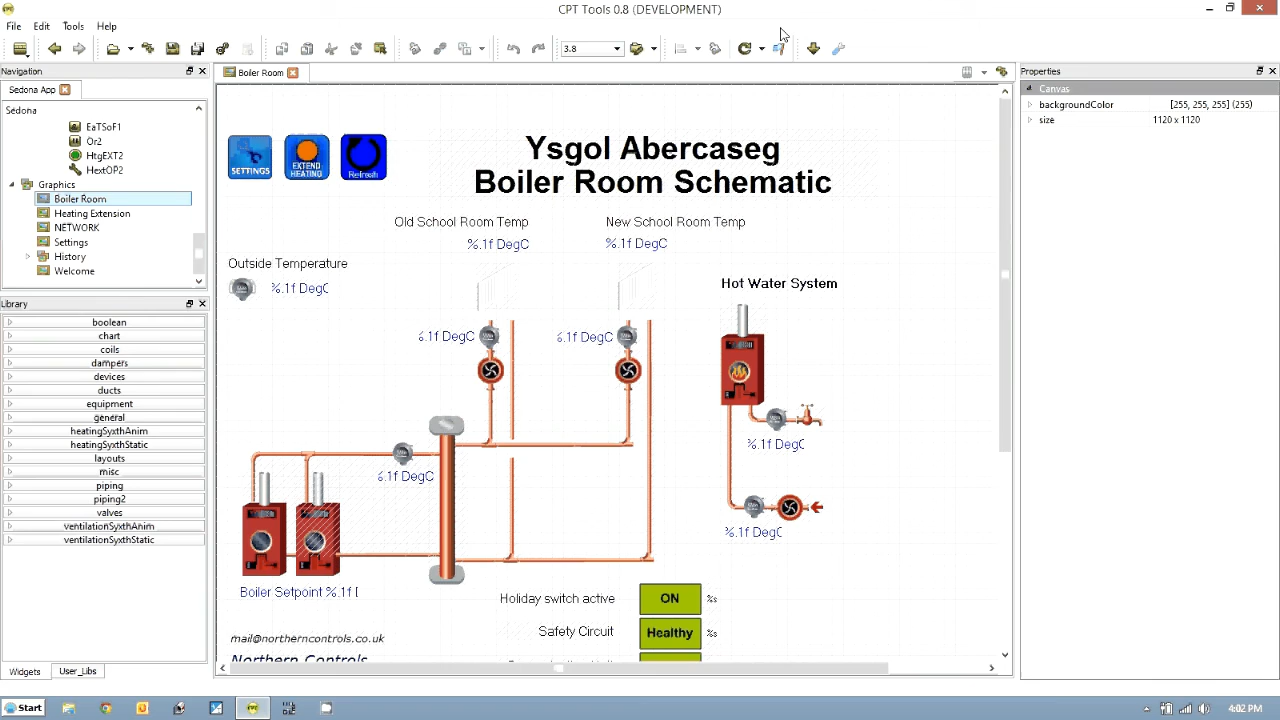 CPT Tools 0.8 (DEVELOPMENT)
File Edit Tools Help
3.8
Navigation
Sedona App
Sedona
EaTSoF1
Or2
HtgEXT2
HextOP2
Graphics
Boiler Room
Heating Extension
NETWORK
Settings
History
Welcome
Library
boolean
chart
coils
dampers
devices
ducts
equipment
general
heatingSyxthAnim
heatingSyxthStatic
layouts
misc
piping
piping2
valves
ventilationSyxthAnim
ventilationSyxthStatic
Widgets User_Libs
Boiler Room
SETTINGS
EXTEND
HEATING
Refresh
Ysgol Abercaseg
Boiler Room Schematic
Old School Room Temp
%.1f DegC
New School Room Temp
%.1f DegC
Outside Temperature
%.1f DegC
Hot Water System
%.1f DegC
%.1f DegC
%.1f DegC
%.1f DegC
%.1f DegC
Boiler Setpoint %.1f
Holiday switch active ON %s
Safety Circuit Healthy %s
mail@northerncontrols.co.uk
Northern Controls
Properties
Canvas
backgroundColor [255, 255, 255] (255)
size 1120 x 1120
Start
4:02 PM